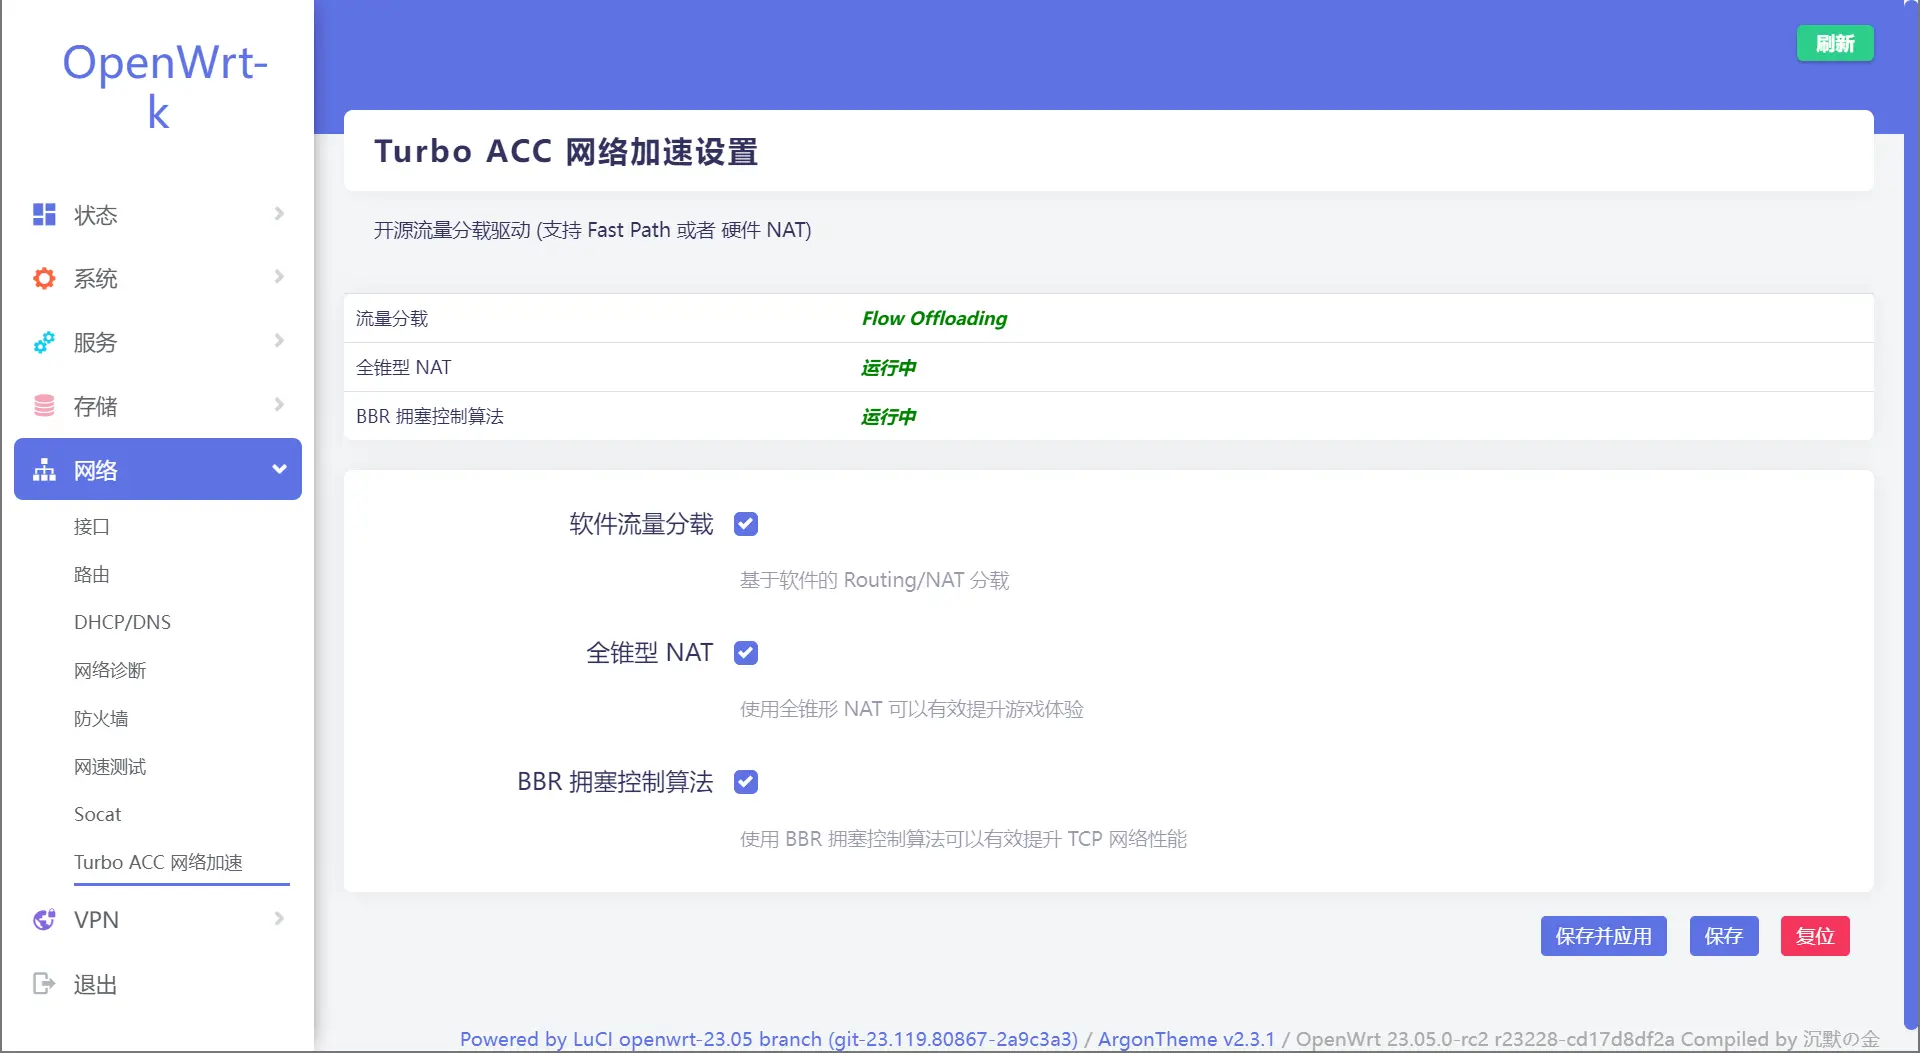 OpenWrt-
k
状态
系统
服务
存储
网络
接口
路由
DHCP/DNS
网络诊断
防火墙
网速测试
Socat
Turbo ACC 网络加速
VPN
退出
刷新
Turbo ACC 网络加速设置
开源流量分载驱动 (支持 Fast Path 或者 硬件 NAT)
流量分载 Flow Offloading
全锥型 NAT 运行中
BBR 拥塞控制算法 运行中
软件流量分载
基于软件的 Routing/NAT 分载
全锥型 NAT
使用全锥形 NAT 可以有效提升游戏体验
BBR 拥塞控制算法
使用 BBR 拥塞控制算法可以有效提升 TCP 网络性能
保存并应用 保存 复位
Powered by LuCI openwrt-23.05 branch (git-23.119.80867-2a9c3a3) / ArgonTheme v2.3.1 / OpenWrt 23.05.0-rc2 r23228-cd17d8df2a Compiled by 沉默の金